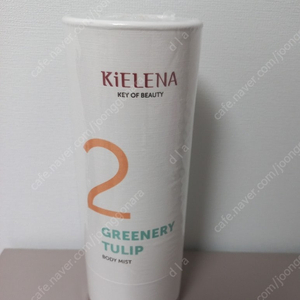 KiELENA
KEY OF BEAUTY
2
GREENERY
TULIP
BODY MIST